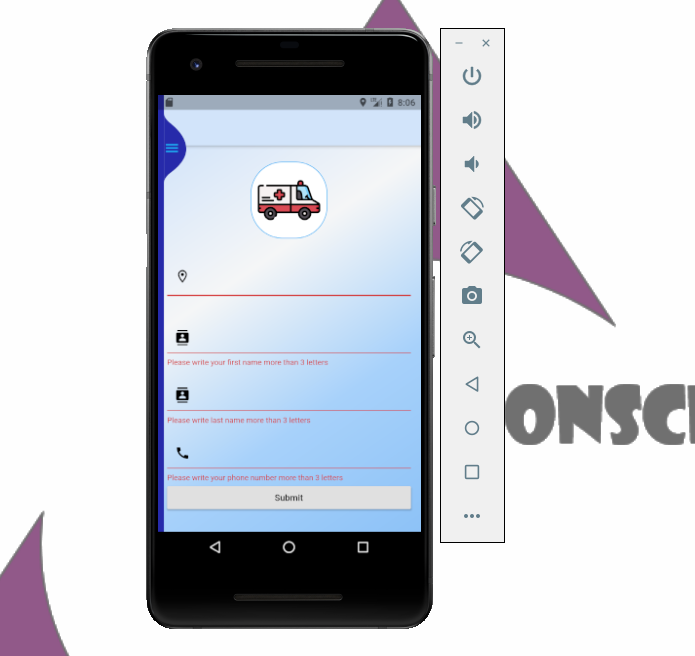 8:06
Please write your first name more than 3 letters
Please write last name more than 3 letters
Please write your phone number more than 3 letters
Submit